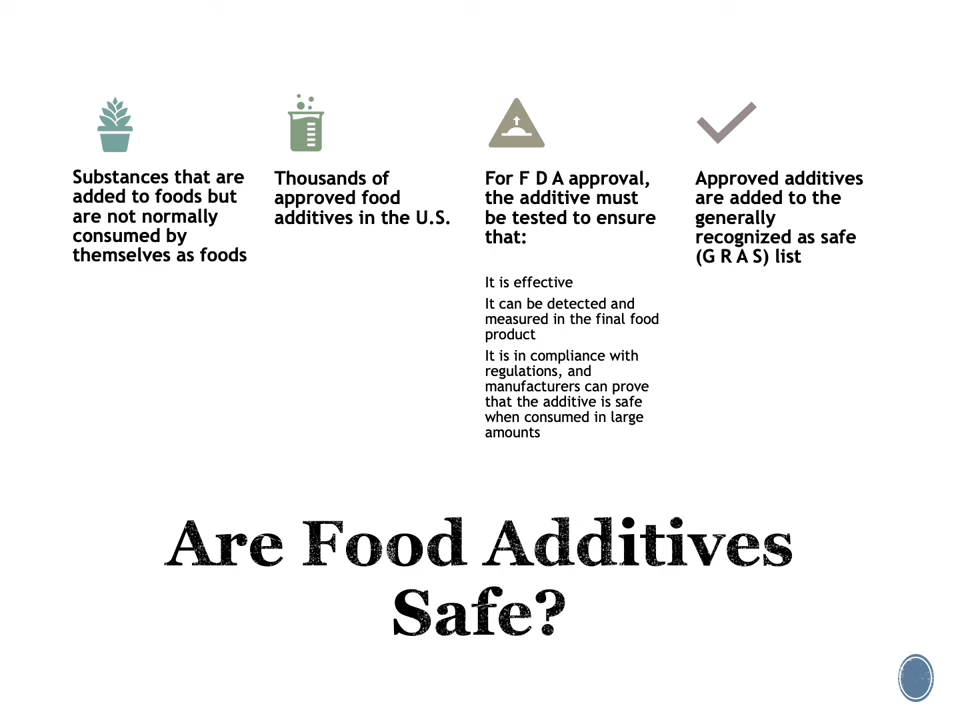 Substances that are
added to foods but
are not normally
consumed by
themselves as foods
Thousands of
approved food
additives in the U.S.
For F D A approval,
the additive must
be tested to ensure
that:
It is effective
It can be detected and
measured in the final food
product
It is in compliance with
regulations, and
manufacturers can prove
that the additive is safe
when consumed in large
amounts
Approved additives
are added to the
generally
recognized as safe
(G R A S) list
Are Food Additives
Safe?